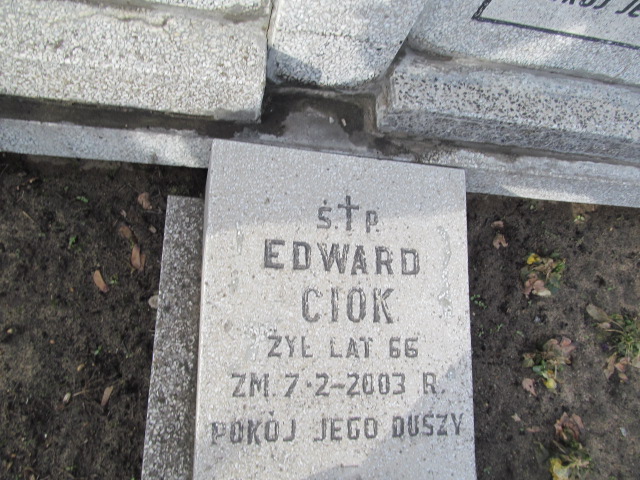 Ś.†P.
EDWARD
CIOK
ŻYŁ LAT 66
ZM. 7·2-2003 R.
POKÓJ JEGO DUSZY